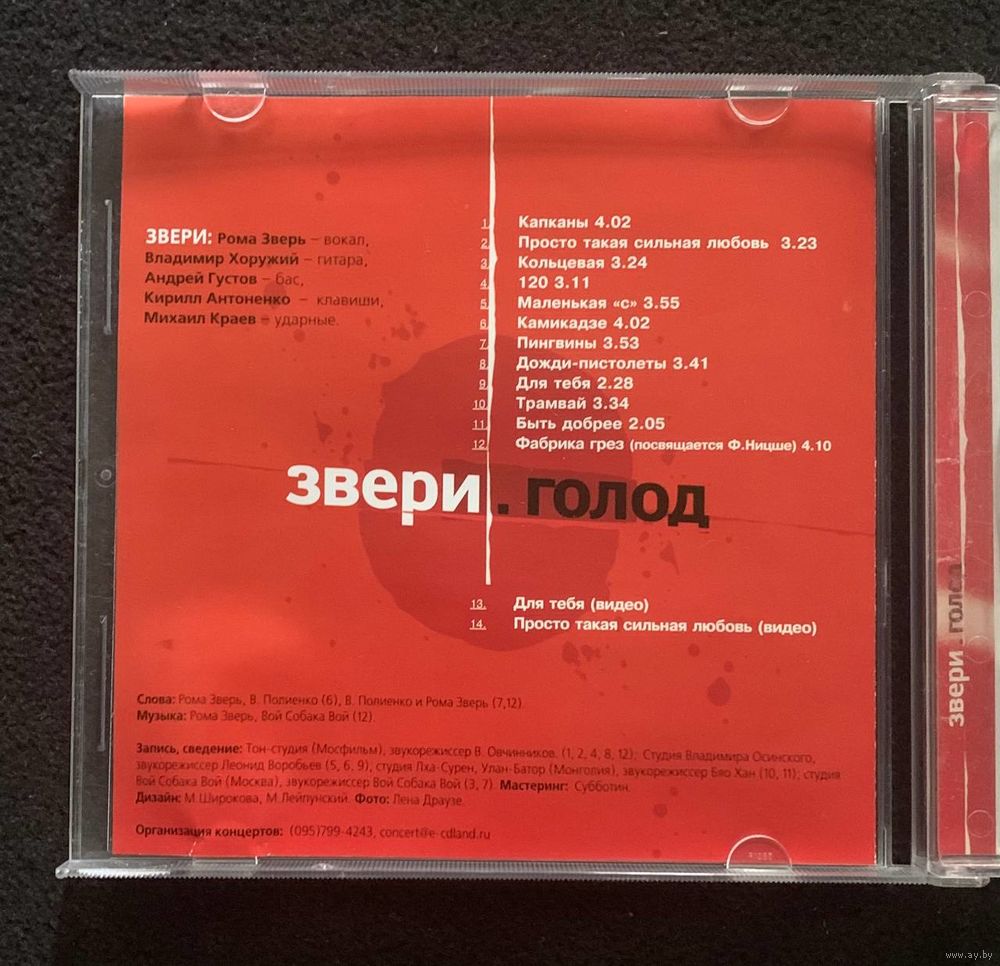 ЗВЕРИ: Рома Зверь – вокал,
Владимир Хоружий – гитара,
Андрей Густов – бас,
Кирилл Антоненко – клавиши,
Михаил Краев – ударные.
1. Капканы 4.02
2. Просто такая сильная любовь 3.23
3. Кольцевая 3.24
4. 120 3.11
5. Маленькая «с» 3.55
6. Камикадзе 4.02
7. Пингвины 3.53
8. Дожди-пистолеты 3.41
9. Для тебя 2.28
10. Трамвай 3.34
11. Быть добрее 2.05
12. Фабрика грез (посвящается Ф.Ницше) 4.10
звери . голод
13. Для тебя (видео)
14. Просто такая сильная любовь (видео)
Слова: Рома Зверь, В. Полиенко (6), В. Полиенко и Рома Зверь (7,12).
Музыка: Рома Зверь, Вой Собака Вой (12).
Запись, сведение: Тон-студия (Мосфильм), звукорежиссер В. Овчинников. (1, 2, 4, 8, 12); Студия Владимира Осинского,
звукорежиссер Леонид Воробьев (5, 6, 9), студия Лха-Сурен, Улан-Батор (Монголия), звукорежиссер Бяо Хан (10, 11); студия
Вой Собака Вой (Москва), звукорежиссер Вой Собака Вой (3, 7). Мастеринг: Субботин.
Дизайн: М.Широкова, М.Лейпунский. Фото: Лена Драузе.
Организация концертов: (095)799-4243, concert@e-cdland.ru
звери . голод
www.ay.by